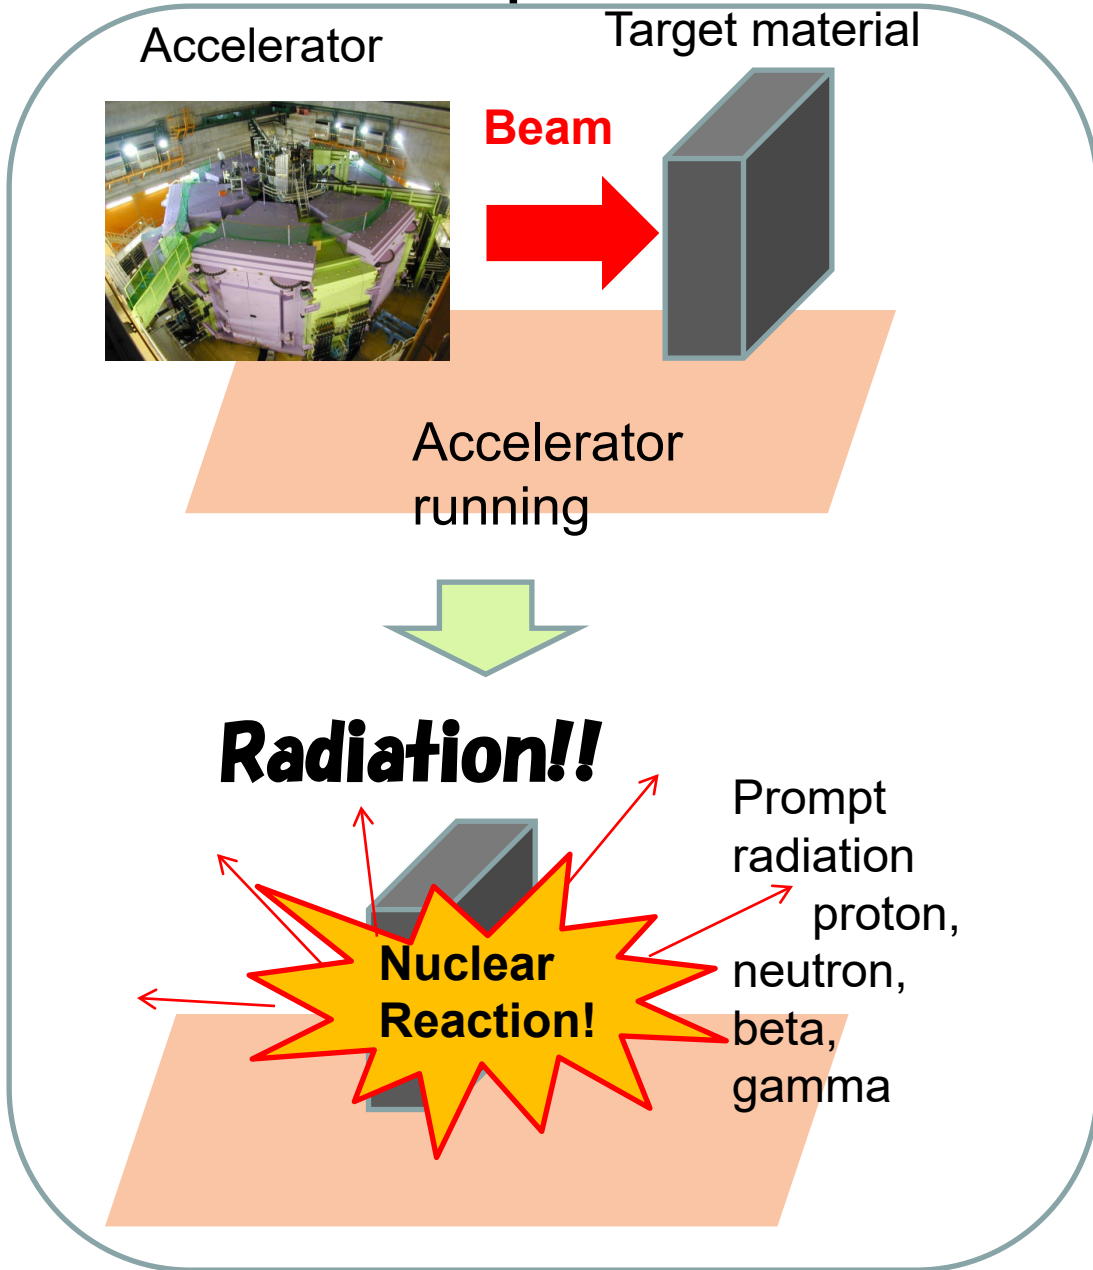 Accelerator
Target material
Beam
Accelerator
running
Radiation!!
Prompt
radiation
proton,
neutron,
beta,
gamma
Nuclear
Reaction!